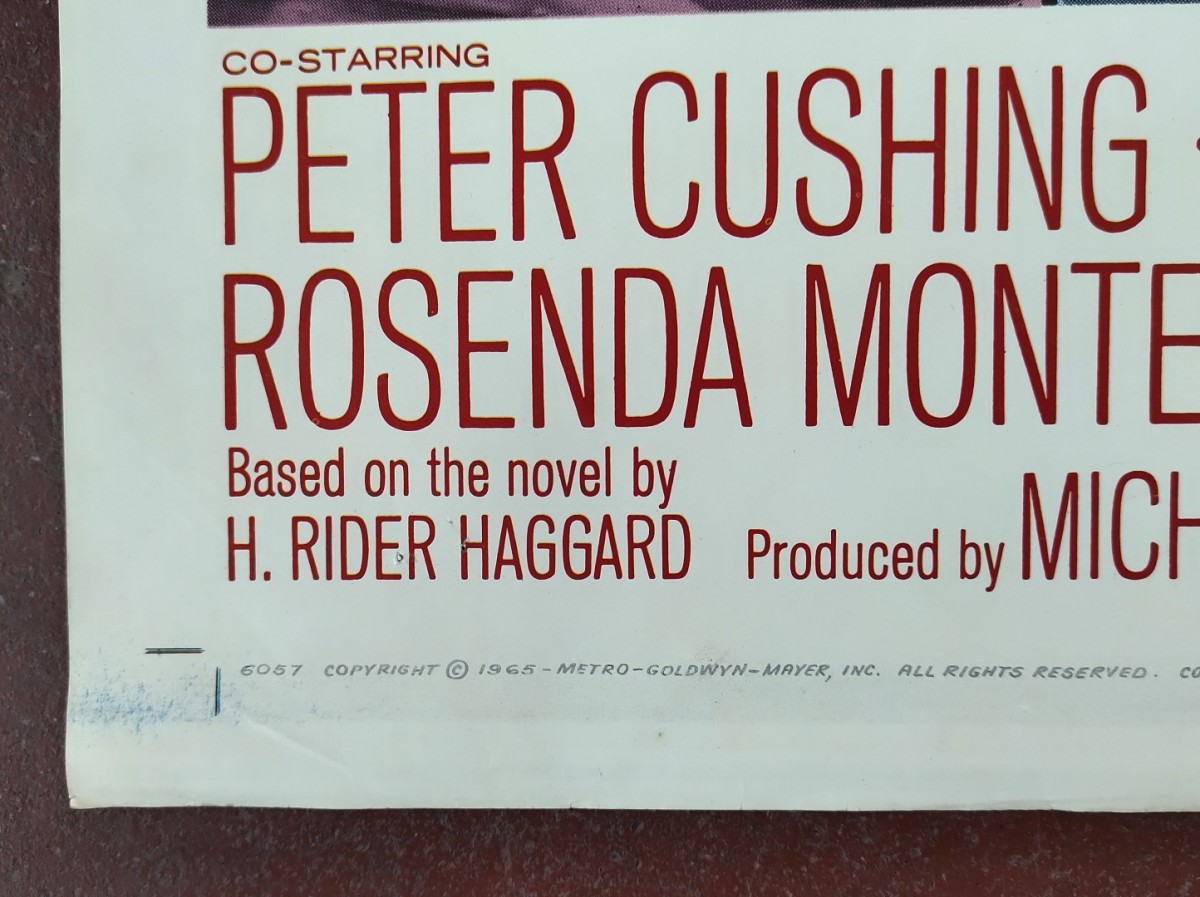 CO-STARRING
PETER CUSHING
ROSENDA MONTE
Based on the novel by
H. RIDER HAGGARD
Produced by MICH
6057 COPYRIGHT © 1965 - METRO-GOLDWYN-MAYER, INC. ALL RIGHTS RESERVED. CO